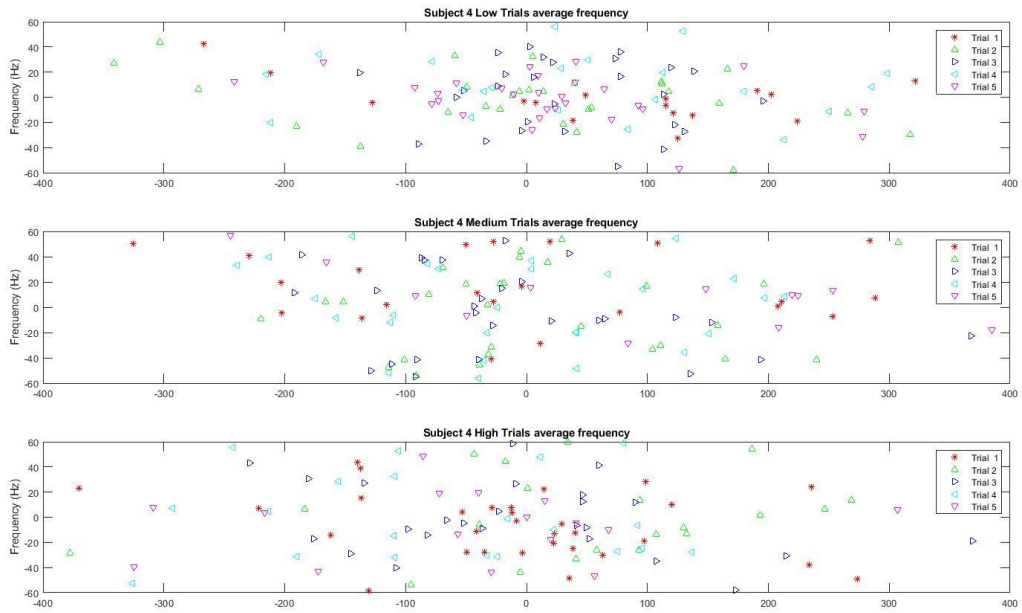 Subject 4 Low Trials average frequency
60
40
20
0
-20
-40
-60
Frequency (Hz)
-400 -300 -200 -100 0 100 200 300 400
Trial 1
Trial 2
Trial 3
Trial 4
Trial 5
Subject 4 Medium Trials average frequency
60
40
20
0
-20
-40
-60
Frequency (Hz)
-400 -300 -200 -100 0 100 200 300 400
Trial 1
Trial 2
Trial 3
Trial 4
Trial 5
Subject 4 High Trials average frequency
60
40
20
0
-20
-40
-60
Frequency (Hz)
-400 -300 -200 -100 0 100 200 300 400
Trial 1
Trial 2
Trial 3
Trial 4
Trial 5